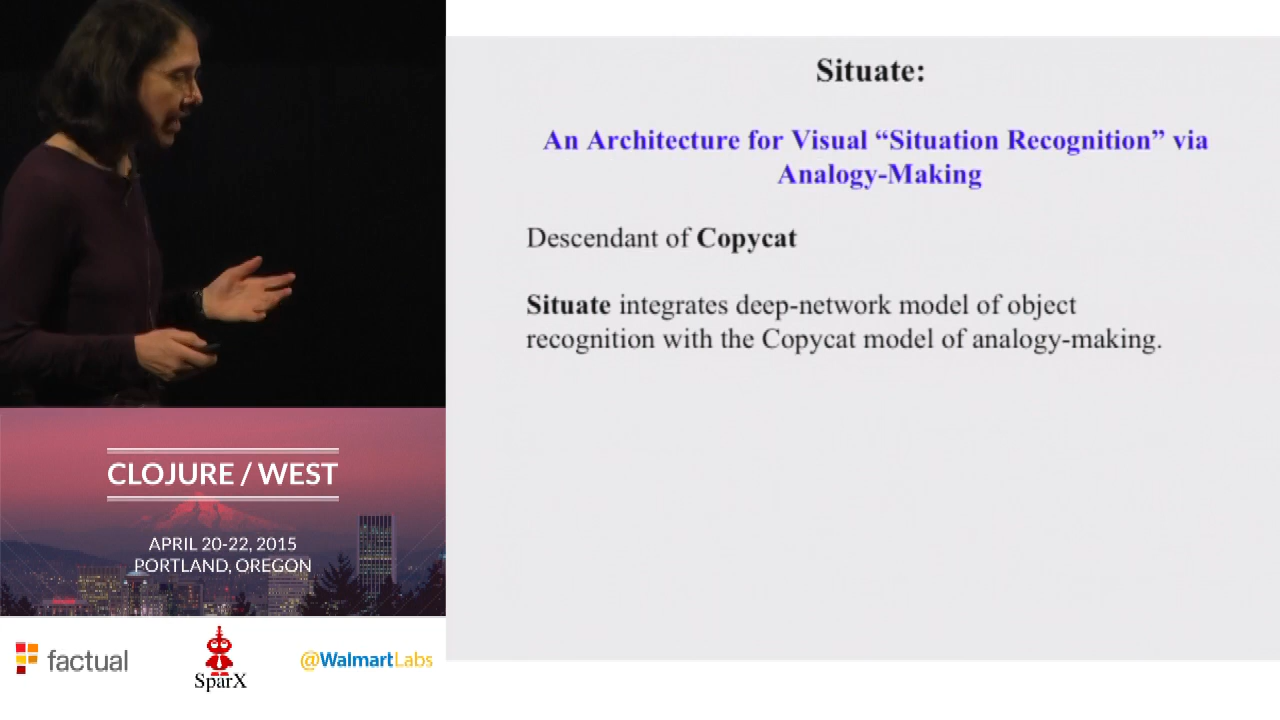 Situate:
An Architecture for Visual “Situation Recognition” via
Analogy-Making
Descendant of Copycat
Situate integrates deep-network model of object
recognition with the Copycat model of analogy-making.
CLOJURE / WEST
APRIL 20-22, 2015
PORTLAND, OREGON
factual
SparX
@WalmartLabs